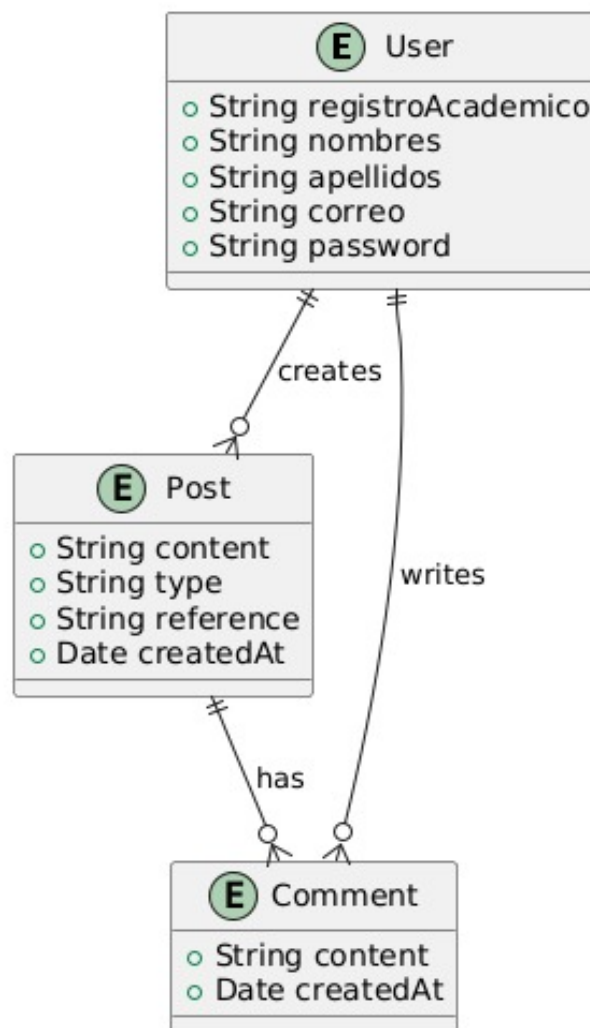 E User
String registroAcademico
String nombres
String apellidos
String correo
String password
creates
E Post
String content
String type
String reference
Date createdAt
writes
has
E Comment
String content
Date createdAt